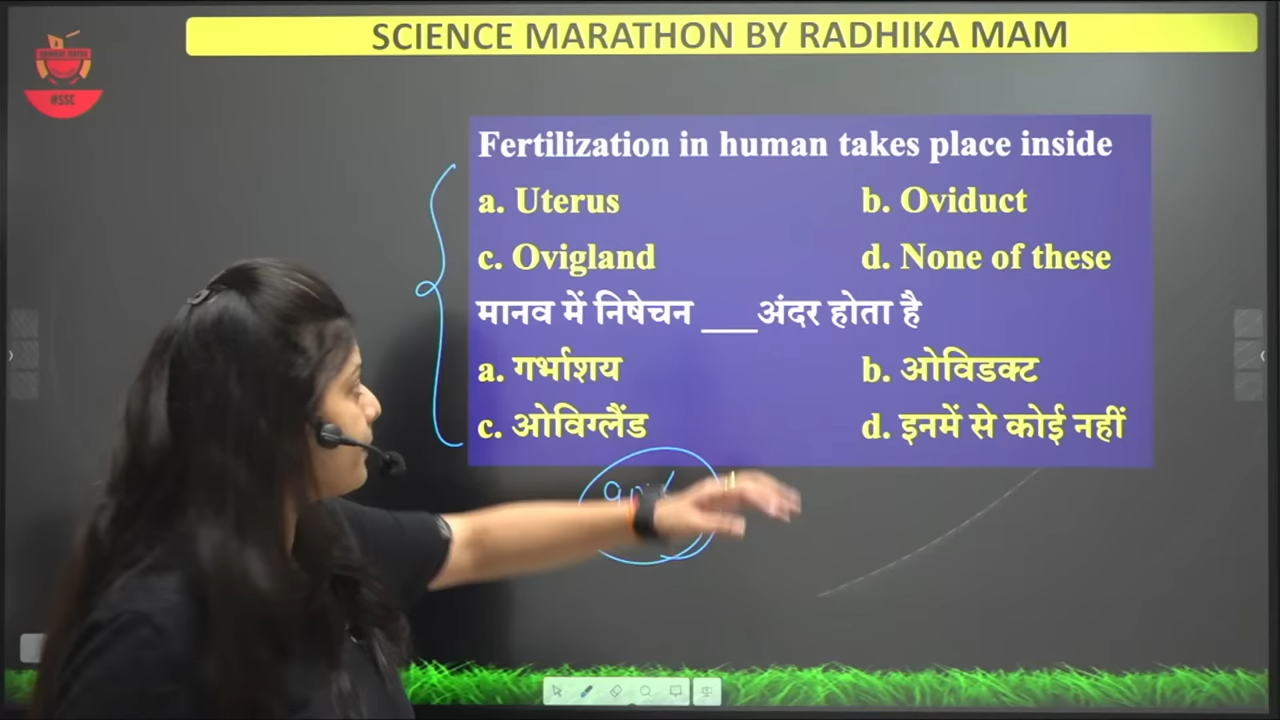 SCIENCE MARATHON BY RADHIKA MAM
#SSC
Fertilization in human takes place inside
a. Uterus b. Oviduct
c. Ovigland d. None of these
मानव में निषेचन ___अंदर होता है
a. गर्भाशय b. ओविडक्ट
c. ओविग्लैंड d. इनमें से कोई नहीं